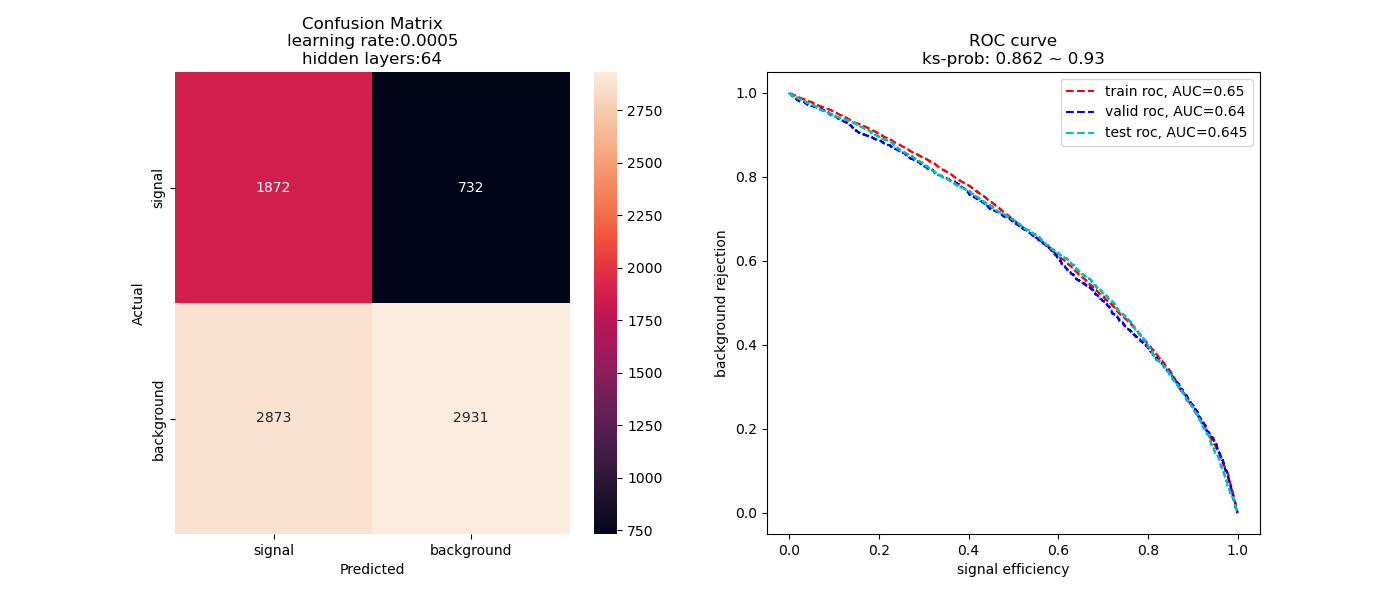 Confusion Matrix
learning rate:0.0005
hidden layers:64
signal
background
Actual
1872
732
2873
2931
signal
background
Predicted
2750
2500
2250
2000
1750
1500
1250
1000
750
ROC curve
ks-prob: 0.862 ~ 0.93
train roc, AUC=0.65
valid roc, AUC=0.64
test roc, AUC=0.645
background rejection
1.0
0.8
0.6
0.4
0.2
0.0
0.0
0.2
0.4
0.6
0.8
1.0
signal efficiency